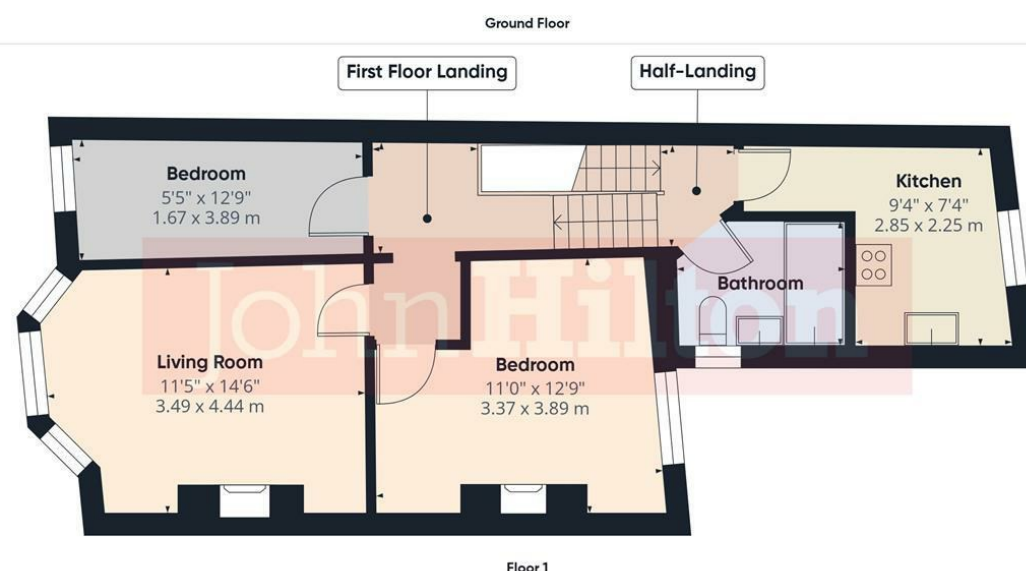 Ground Floor
First Floor Landing
Half-Landing
Bedroom
5'5" x 12'9"
1.67 x 3.89 m
Kitchen
9'4" x 7'4"
2.85 x 2.25 m
Bathroom
John Hilton
Living Room
11'5" x 14'6"
3.49 x 4.44 m
Bedroom
11'0" x 12'9"
3.37 x 3.89 m
Floor 1